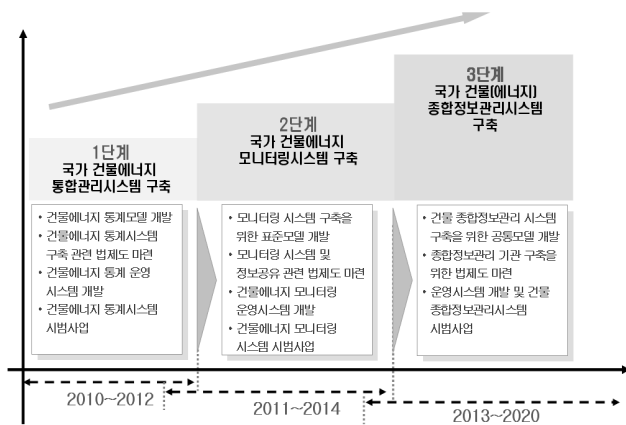 1단계
국가 건물에너지
통합관리시스템 구축
• 건물에너지 통계모델 개발
• 건물에너지 통계시스템
구축 관련 법제도 마련
• 건물에너지 통계 운영
시스템 개발
• 건물에너지 통계시스템
시범사업
2단계
국가 건물에너지
모니터링시스템 구축
• 모니터링 시스템 구축을
위한 표준모델 개발
• 모니터링 시스템 및
정보공유 관련 법제도 마련
• 건물에너지 모니터링
운영시스템 개발
• 건물에너지 모니터링
시스템 시범사업
3단계
국가 건물(에너지)
종합정보관리시스템
구축
• 건물 종합정보관리 시스템
구축을 위한 공통모델 개발
• 종합정보관리 기관 구축을
위한 법제도 마련
• 운영시스템 개발 및 건물
종합정보관리시스템
시범사업
2010~2012
2011~2014
2013~2020